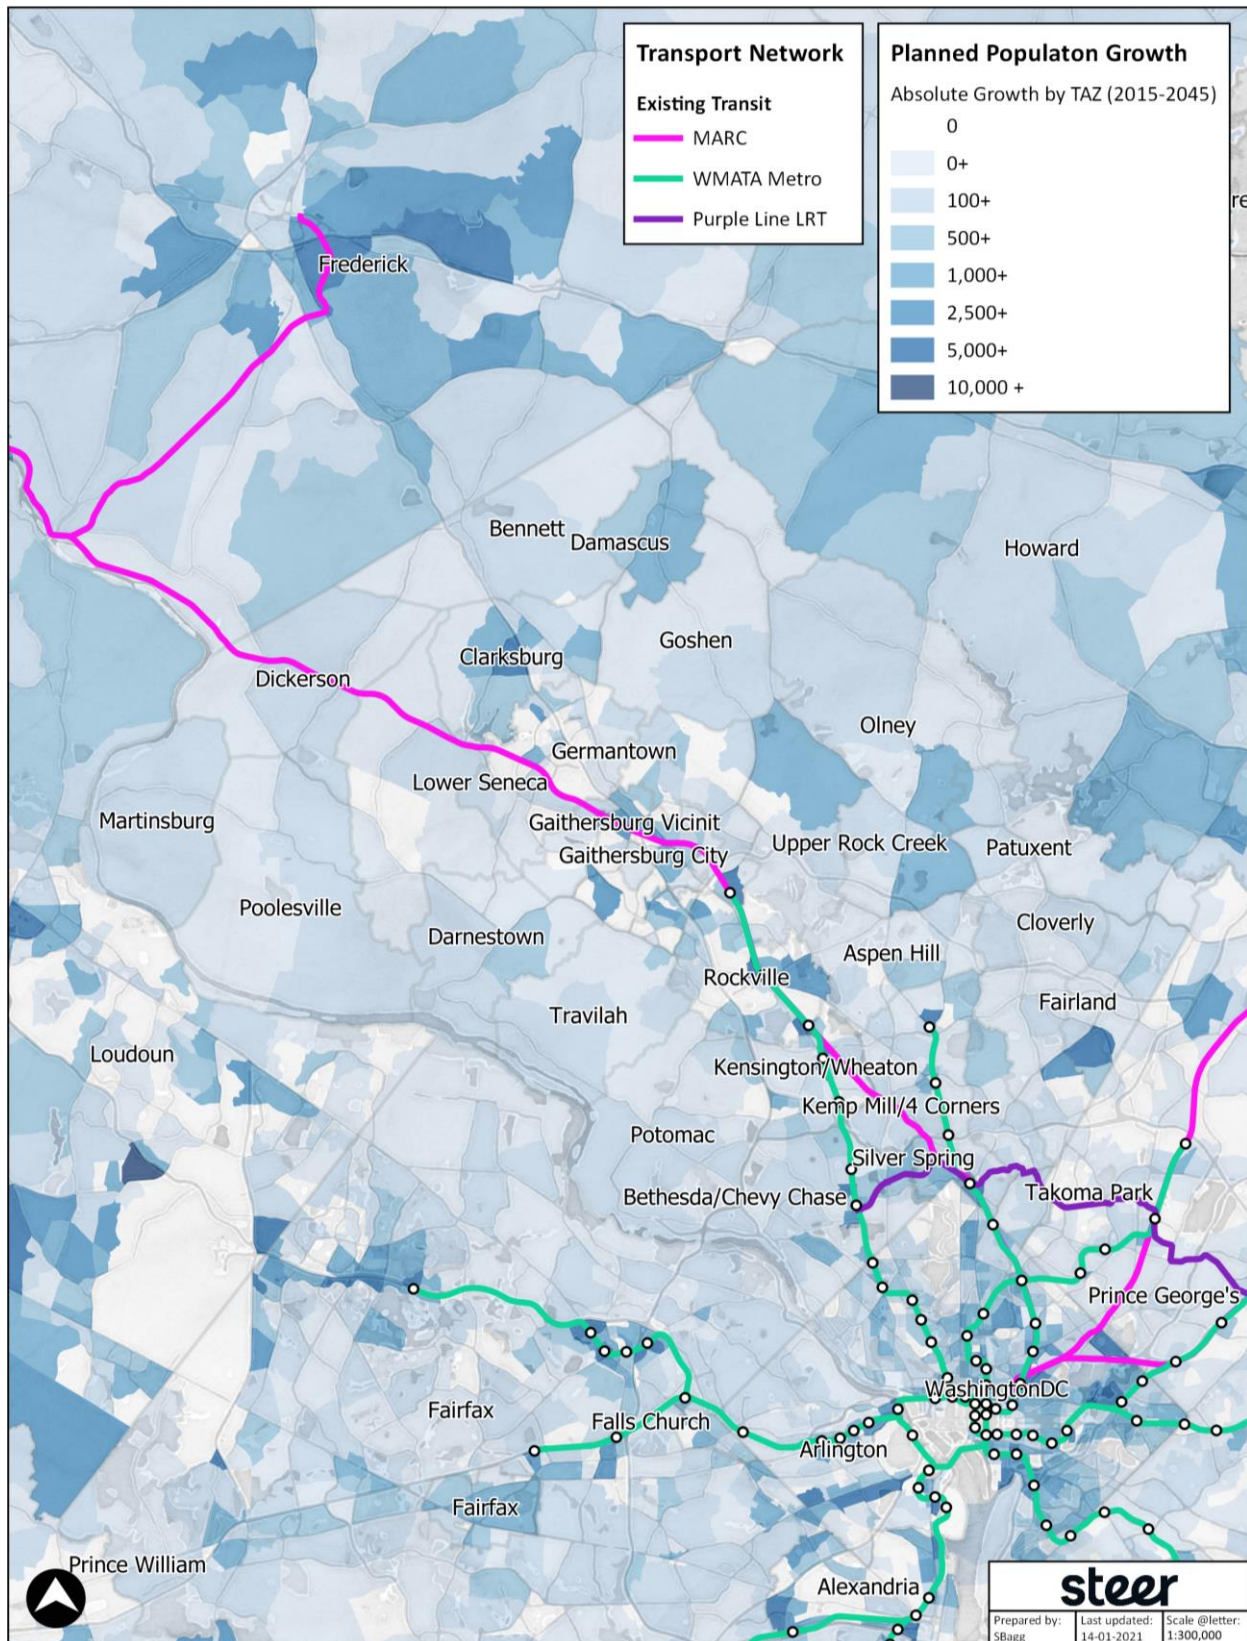 Transport Network
Existing Transit
MARC
WMATA Metro
Purple Line LRT
Planned Populaton Growth
Absolute Growth by TAZ (2015-2045)
0
0+
100+
500+
1,000+
2,500+
5,000+
10,000 +
re
Frederick
Bennett
Damascus
Howard
Goshen
Clarksburg
Dickerson
Olney
Germantown
Lower Seneca
Martinsburg
Gaithersburg Vicinit
Gaithersburg City
Upper Rock Creek
Patuxent
Poolesville
Darnestown
Cloverly
Aspen Hill
Rockville
Fairland
Travilah
Loudoun
Kensington/Wheaton
Kemp Mill/4 Corners
Potomac
Silver Spring
Bethesda/Chevy Chase
Takoma Park
Prince George's
WashingtonDC
Fairfax
Falls Church
Arlington
Fairfax
Prince William
Alexandria
steer
Prepared by:
SBagg
Last updated:
14-01-2021
Scale @letter:
1:300,000